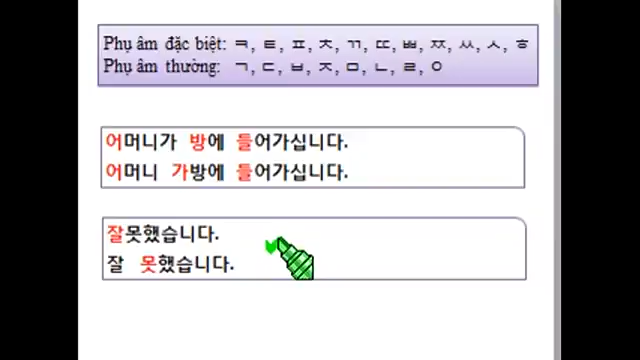 Phụ âm đặc biệt: ㅋ, ㅌ, ㅍ, ㅊ, ㄲ, ㄸ, ㅃ, ㅉ, ㅆ, ㅅ, ㅎ
Phụ âm thường: ㄱ, ㄷ, ㅂ, ㅈ, ㅁ, ㄴ, ㄹ, ㅇ
어머니가 방에 들어가십니다.
어머니 가방에 들어가십니다.
잘못했습니다.
잘 못했습니다.